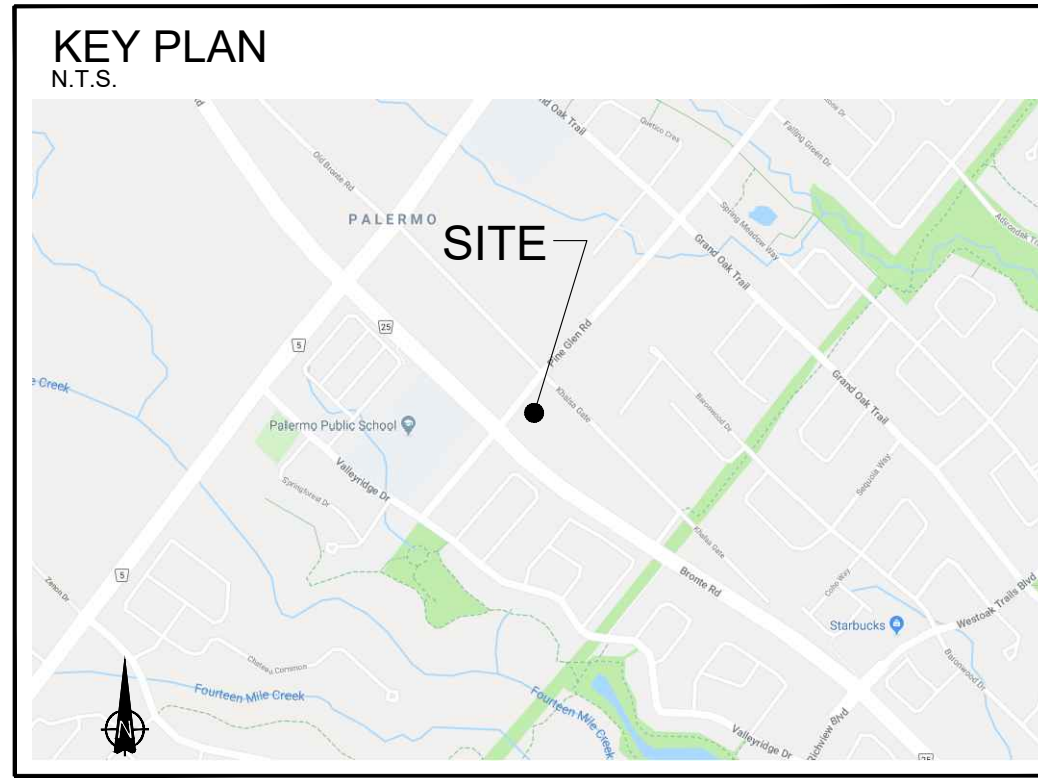 KEY PLAN
N.T.S.
Rd
Grand Oak Trail
Quetico Cres
Falling Green Dr
Old Bronte Rd
PALERMO
Spring Meadow Way
SITE
Grand Oak Trail
25
5
Pine Glen Rd
Creek
Khalsa Gate
Grand Oak Trail
Baronwood Dr
Palermo Public School
Valleyridge Dr
Springforest Dr
Sequoia Way
Khalsa Gate
5
Zenon Dr
Bronte Rd
Coho Way
Westoak Trails Blvd
Starbucks
Baronwood Dr
Chateau Common
Fourteen Mile Creek
Fourteen Mile Creek
Richview Blvd
Valleyridge Dr
N
25